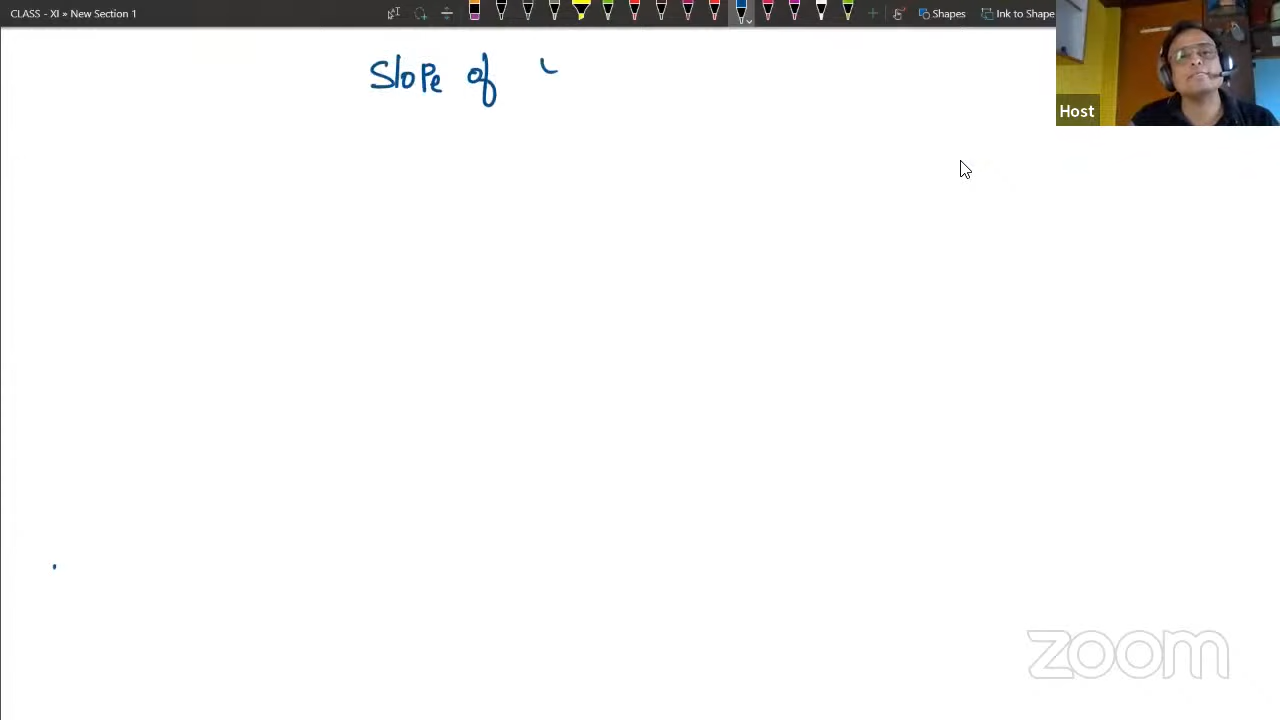 CLASS - XI » New Section 1
Shapes
Ink to Shape
Slope of
Host
zoom